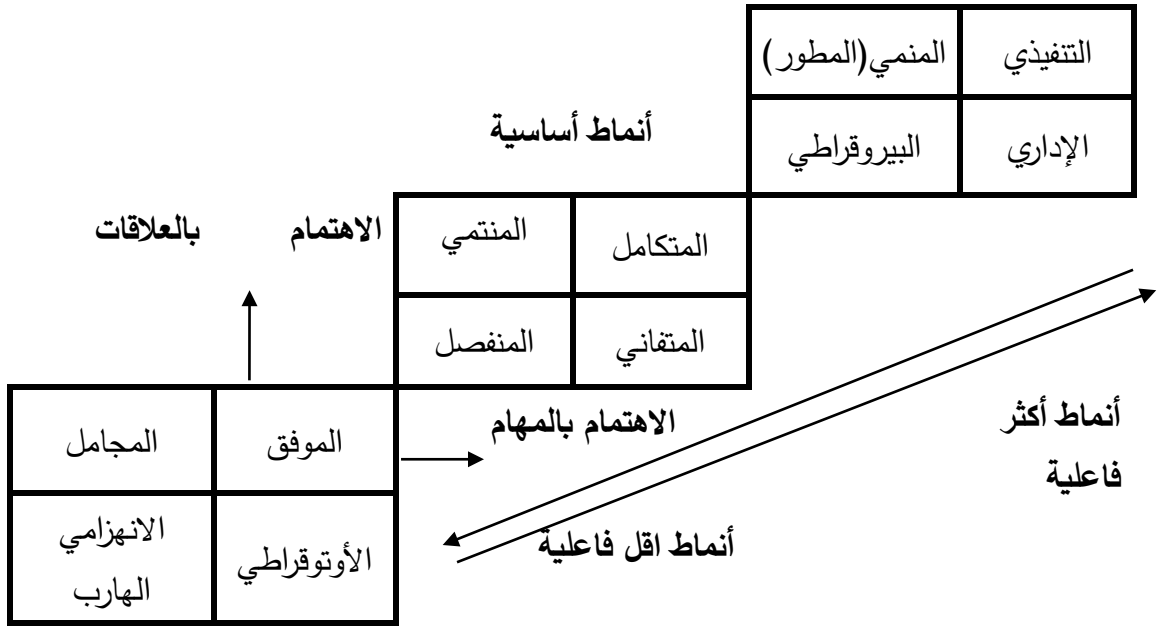 المنمي(المطور)
التنفيذي
البيروقراطي
الإداري
أنماط أساسية
الاهتمام بالعلاقات
المنتمي
المتكامل
المنفصل
المتفاني
الاهتمام بالمهام
أنماط أكثر
فاعلية
أنماط اقل فاعلية
المجامل
الموفق
الانهزامي
الهارب
الأوتوقراطي